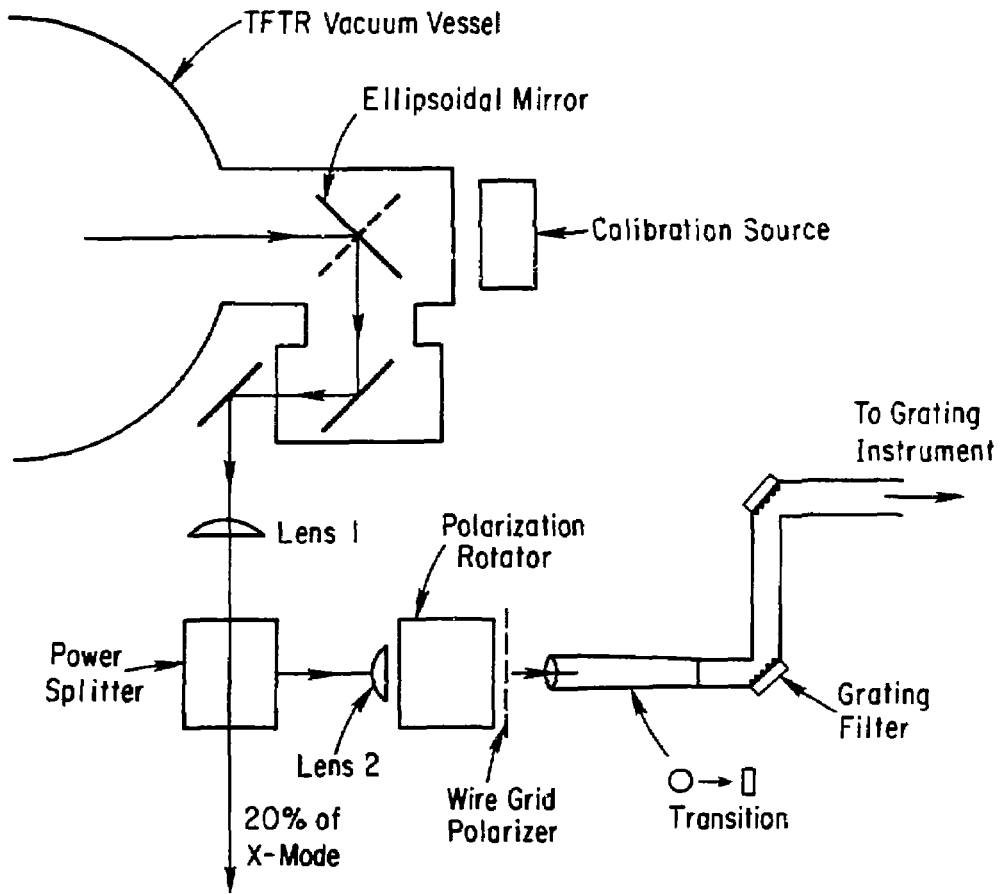 TFTR Vacuum Vessel
Ellipsoidal Mirror
Calibration Source
To Grating
Instrument
Lens 1
Polarization
Rotator
Power
Splitter
Lens 2
Grating
Filter
Wire Grid
Polarizer
Transition
20% of
X-Mode